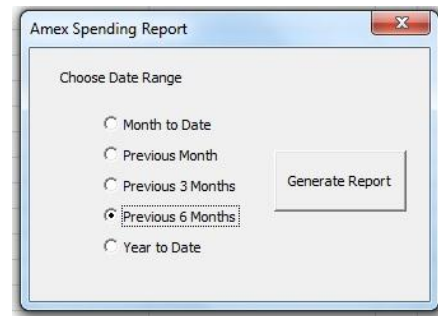 Amex Spending Report
Choose Date Range
Month to Date
Previous Month
Previous 3 Months
Generate Report
Previous 6 Months
Year to Date